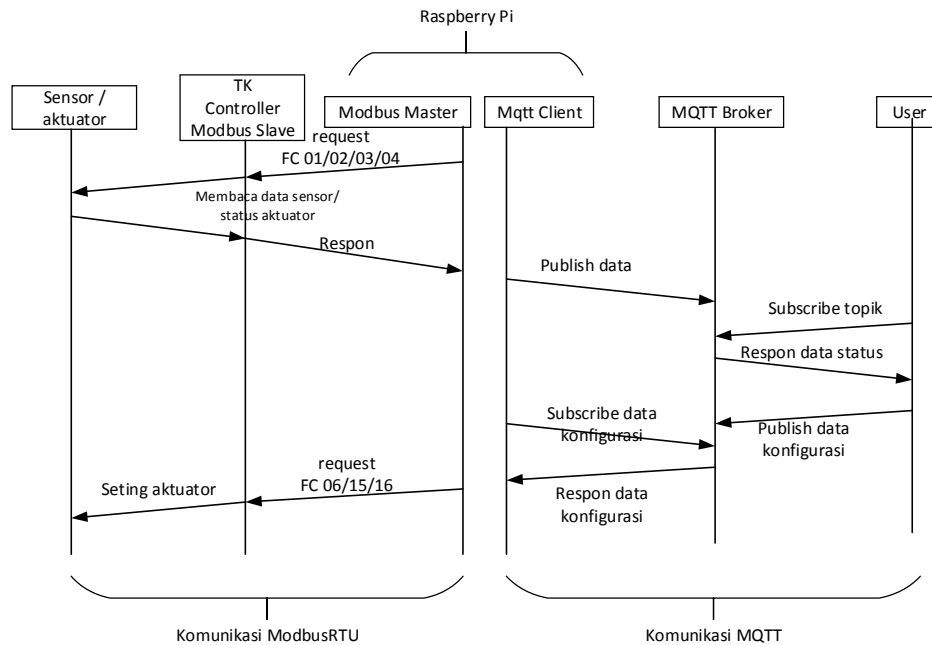 Raspberry Pi
Sensor /
aktuator
TK
Controller
Modbus Slave
Modbus Master
Mqtt Client
MQTT Broker
User
request
FC 01/02/03/04
Membaca data sensor/
status aktuator
Respon
Publish data
Subscribe topik
Respon data status
Subscribe data
konfigurasi
Publish data
konfigurasi
request
FC 06/15/16
Seting aktuator
Respon data
konfigurasi
Komunikasi ModbusRTU
Komunikasi MQTT